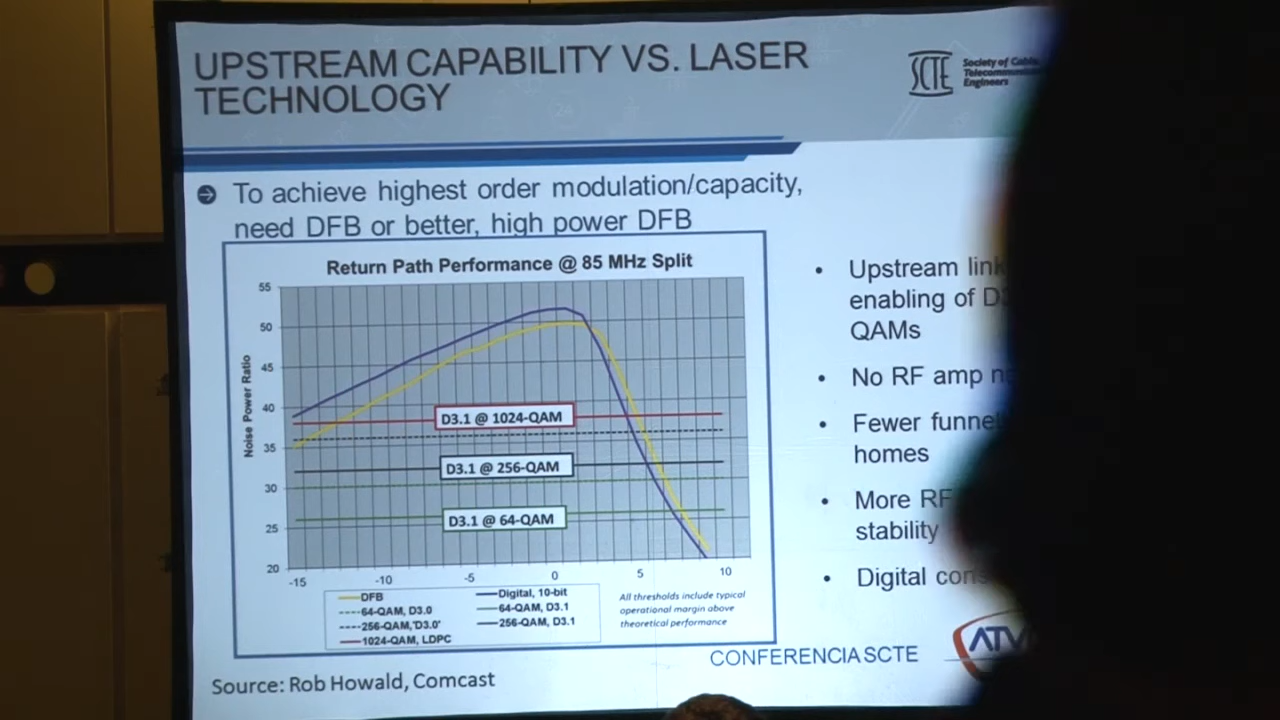 UPSTREAM CAPABILITY VS. LASER
TECHNOLOGY
SCTE
Society of
Engineers
To achieve highest order modulation/capacity,
need DFB or better, high power DFB
Return Path Performance @ 85 MHz Split
Noise Power Ratio
55
50
45
40
35
30
25
20
D3.1 @ 1024-QAM
D3.1 @ 256-QAM
D3.1 @ 64-QAM
-15 -10 -5 0 5 10
DFB Digital, 10-bit
64-QAM, D3.0 64-QAM, D3.1
256-QAM,'D3.0' 256-QAM, D3.1
1024-QAM, LDPC
All thresholds include typical
operational margin above
theoretical performance
• Upstream
enabling of
QAMs
• No RF amp
• Fewer
homes
• More RF
stability
• Digital
CONFERENCIA SCTE
Source: Rob Howald, Comcast